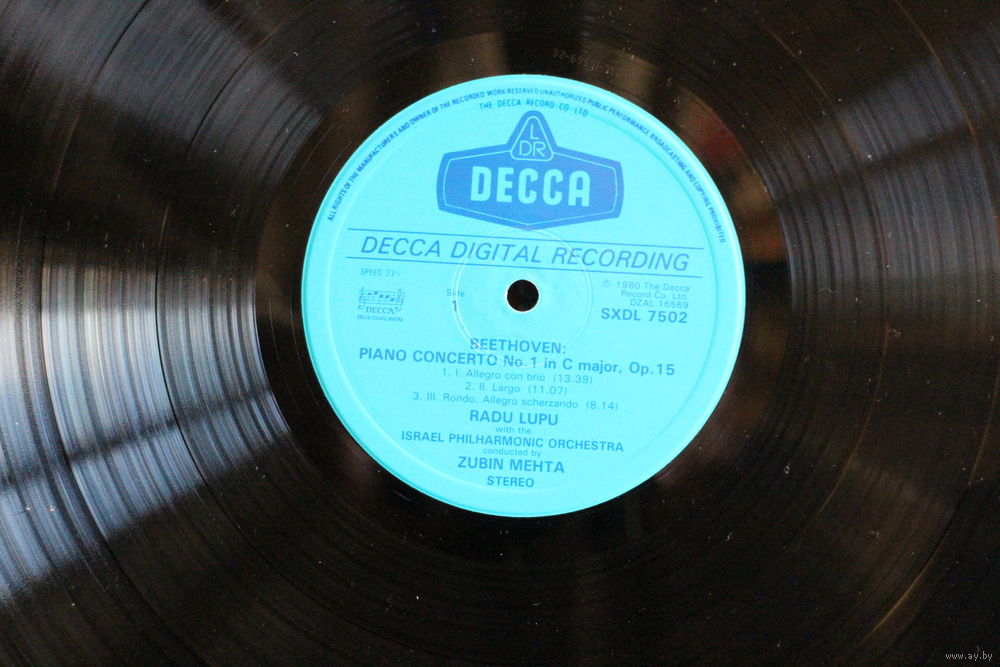 ALL RIGHTS OF THE MANUFACTURERS AND OWNER OF THE RECORDED WORK RESERVED UNAUTHORIZED PUBLIC PERFORMANCE BROADCASTING AND COPYING PROHIBITED
THE DECCA RECORD CO LTD
L
DR
DECCA
DECCA DIGITAL RECORDING
SPEED 33⅓
DECCA
Side
1
℗ 1980 The Decca
Record Co. Ltd.
DZAL 16569
SXDL 7502
BEETHOVEN:
PIANO CONCERTO No.1 in C major, Op.15
1. I. Allegro con brio (13.39)
2. II. Largo (11.07)
3. III. Rondo, Allegro scherzando (8.14)
RADU LUPU
with the
ISRAEL PHILHARMONIC ORCHESTRA
conducted by
ZUBIN MEHTA
STEREO
www.ay.by